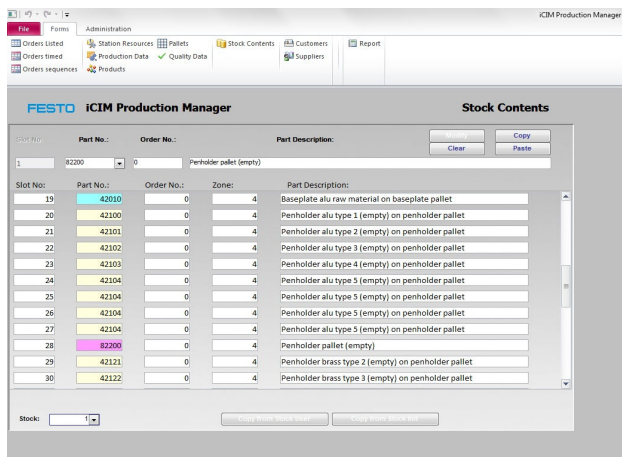 iCIM Production Manager
File Forms Administration
Orders Listed Station Resources Pallets Stock Contents Customers Report
Orders timed Production Data Quality Data Suppliers
Orders sequences Products
FESTO iCIM Production Manager Stock Contents
Slot No: Part No.: Order No.: Part Description: Modify Copy
Clear Paste
1 82200 0 Penholder pallet (empty)
Slot No: Part No.: Order No.: Zone: Part Description:
19 42010 0 4 Baseplate alu raw material on baseplate pallet
20 42100 0 4 Penholder alu type 1 (empty) on penholder pallet
21 42101 0 4 Penholder alu type 2 (empty) on penholder pallet
22 42102 0 4 Penholder alu type 3 (empty) on penholder pallet
23 42103 0 4 Penholder alu type 4 (empty) on penholder pallet
24 42104 0 4 Penholder alu type 5 (empty) on penholder pallet
25 42104 0 4 Penholder alu type 5 (empty) on penholder pallet
26 42104 0 4 Penholder alu type 5 (empty) on penholder pallet
27 42104 0 4 Penholder alu type 5 (empty) on penholder pallet
28 82200 0 4 Penholder pallet (empty)
29 42121 0 4 Penholder brass type 2 (empty) on penholder pallet
30 42122 0 4 Penholder brass type 3 (empty) on penholder pallet
Stock: 1 Copy from Stock